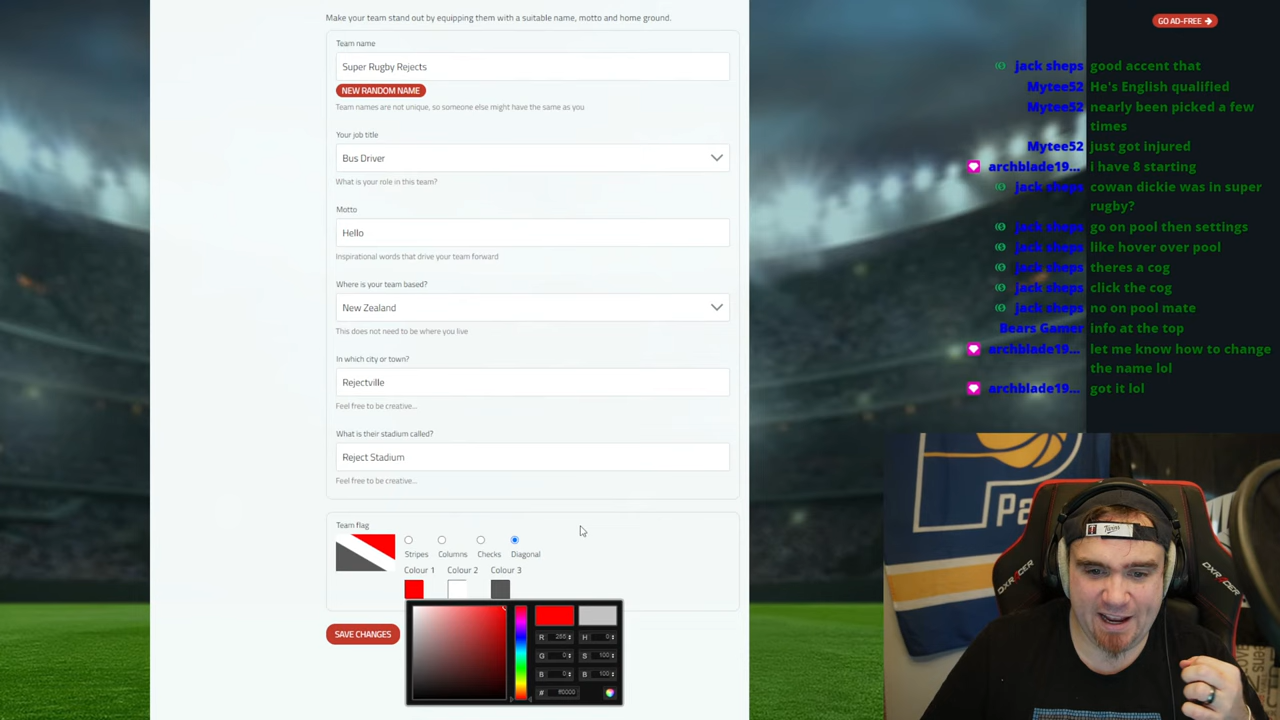 Make your team stand out by equipping them with a suitable name, motto and home ground.
Team name
Super Rugby Rejects
NEW RANDOM NAME
Team names are not unique, so someone else might have the same as you
Your job title
Bus Driver
What is your role in this team?
Motto
Hello
Inspirational words that drive your team forward
Where is your team based?
New Zealand
This does not need to be where you live
In which city or town?
Rejectville
Feel free to be creative...
What is their stadium called?
Reject Stadium
Feel free to be creative...
Team flag
Stripes Columns Checks Diagonal
Colour 1 Colour 2 Colour 3
SAVE CHANGES
R 255 H 0
G 0 S 100
B 0 B 100
# ff0000
GO AD-FREE
jack sheps good accent that
Mytee52 He's English qualified
Mytee52 nearly been picked a few
times
Mytee52 just got injured
archblade19... i have 8 starting
jack sheps cowan dickie was in super
rugby?
jack sheps go on pool then settings
jack sheps like hover over pool
jack sheps theres a cog
jack sheps click the cog
jack sheps no on pool mate
Bears Gamer info at the top
archblade19... let me know how to change
the name lol
archblade19... got it lol
Pa
DXRACER